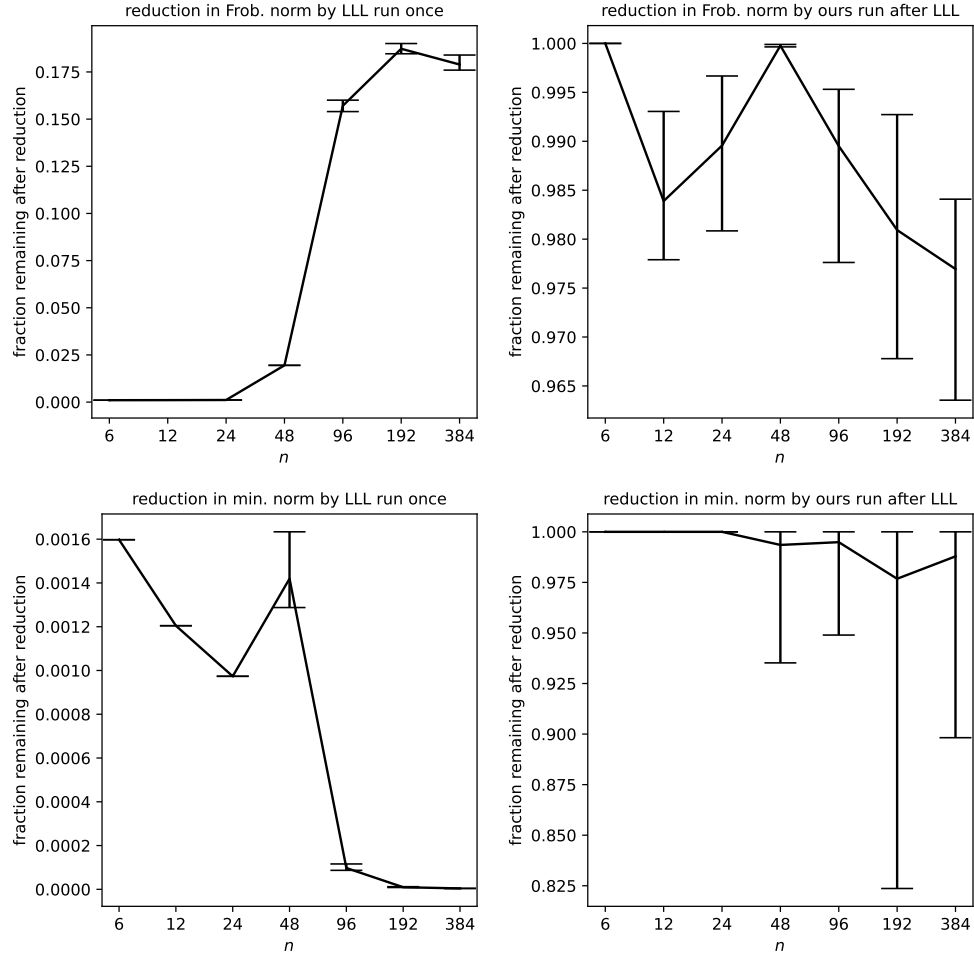 reduction in Frob. norm by LLL run once
fraction remaining after reduction
0.175
0.150
0.125
0.100
0.075
0.050
0.025
0.000
6 12 24 48 96 192 384
n
reduction in Frob. norm by ours run after LLL
fraction remaining after reduction
1.000
0.995
0.990
0.985
0.980
0.975
0.970
0.965
6 12 24 48 96 192 384
n
reduction in min. norm by LLL run once
fraction remaining after reduction
0.0016
0.0014
0.0012
0.0010
0.0008
0.0006
0.0004
0.0002
0.0000
6 12 24 48 96 192 384
n
reduction in min. norm by ours run after LLL
fraction remaining after reduction
1.000
0.975
0.950
0.925
0.900
0.875
0.850
0.825
6 12 24 48 96 192 384
n